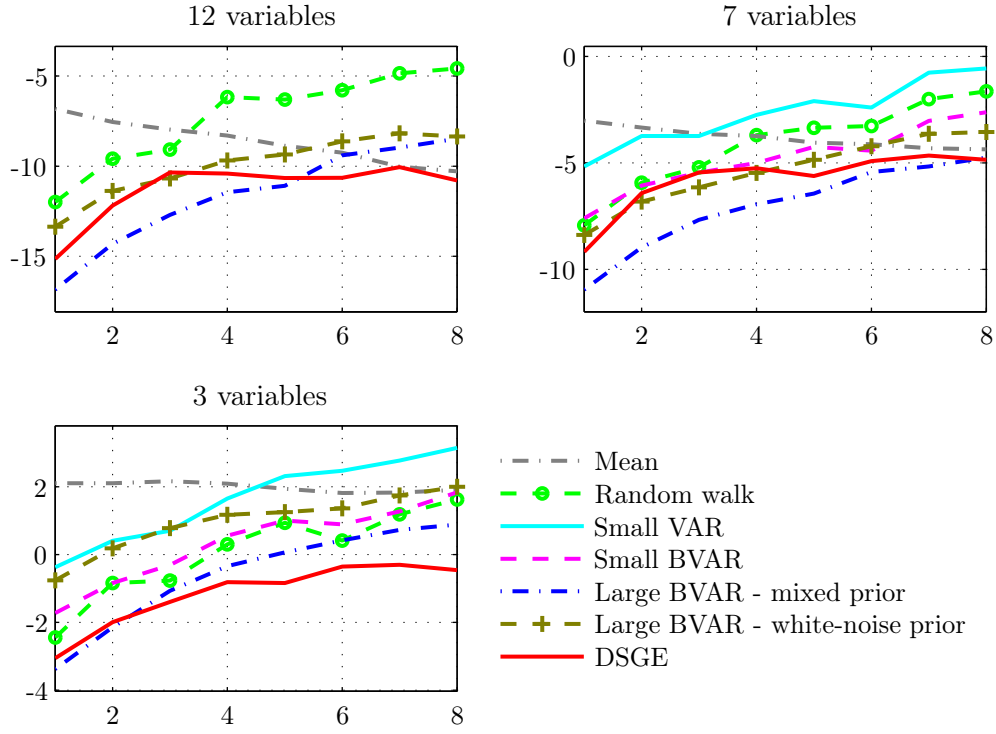 12 variables
-5
-10
-15
2
4
6
8
7 variables
0
-5
-10
2
4
6
8
3 variables
2
0
-2
-4
2
4
6
8
Mean
Random walk
Small VAR
Small BVAR
Large BVAR - mixed prior
Large BVAR - white-noise prior
DSGE